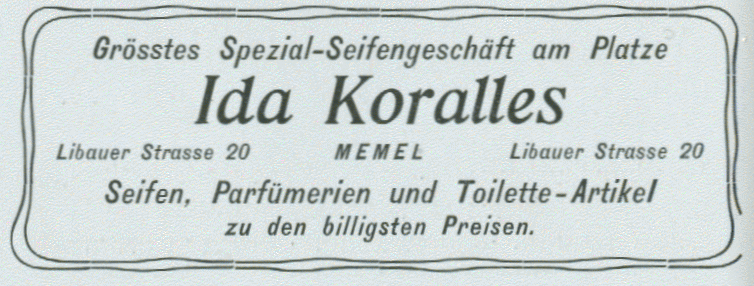 Grösstes Spezial-Seifengeschäft am Platze
Ida Koralles
Libauer Strasse 20 MEMEL Libauer Strasse 20
Seifen, Parfümerien und Toilette-Artikel
zu den billigsten Preisen.